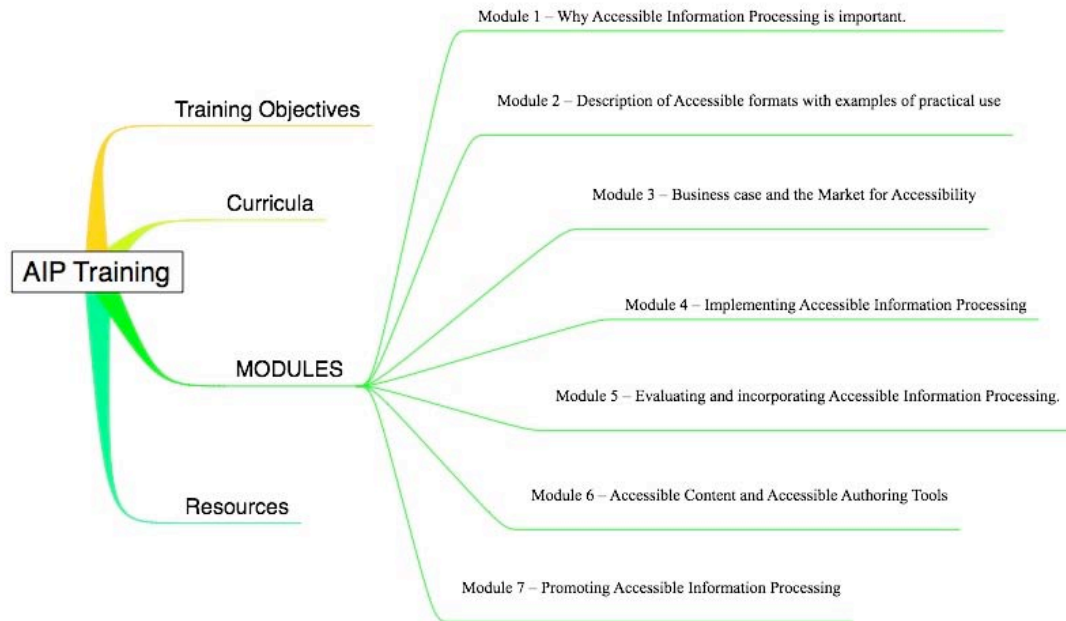 AIP Training
Training Objectives
Curricula
MODULES
Module 1 – Why Accessible Information Processing is important.
Module 2 – Description of Accessible formats with examples of practical use
Module 3 – Business case and the Market for Accessibility
Module 4 – Implementing Accessible Information Processing
Module 5 – Evaluating and incorporating Accessible Information Processing.
Module 6 – Accessible Content and Accessible Authoring Tools
Module 7 – Promoting Accessible Information Processing
Resources